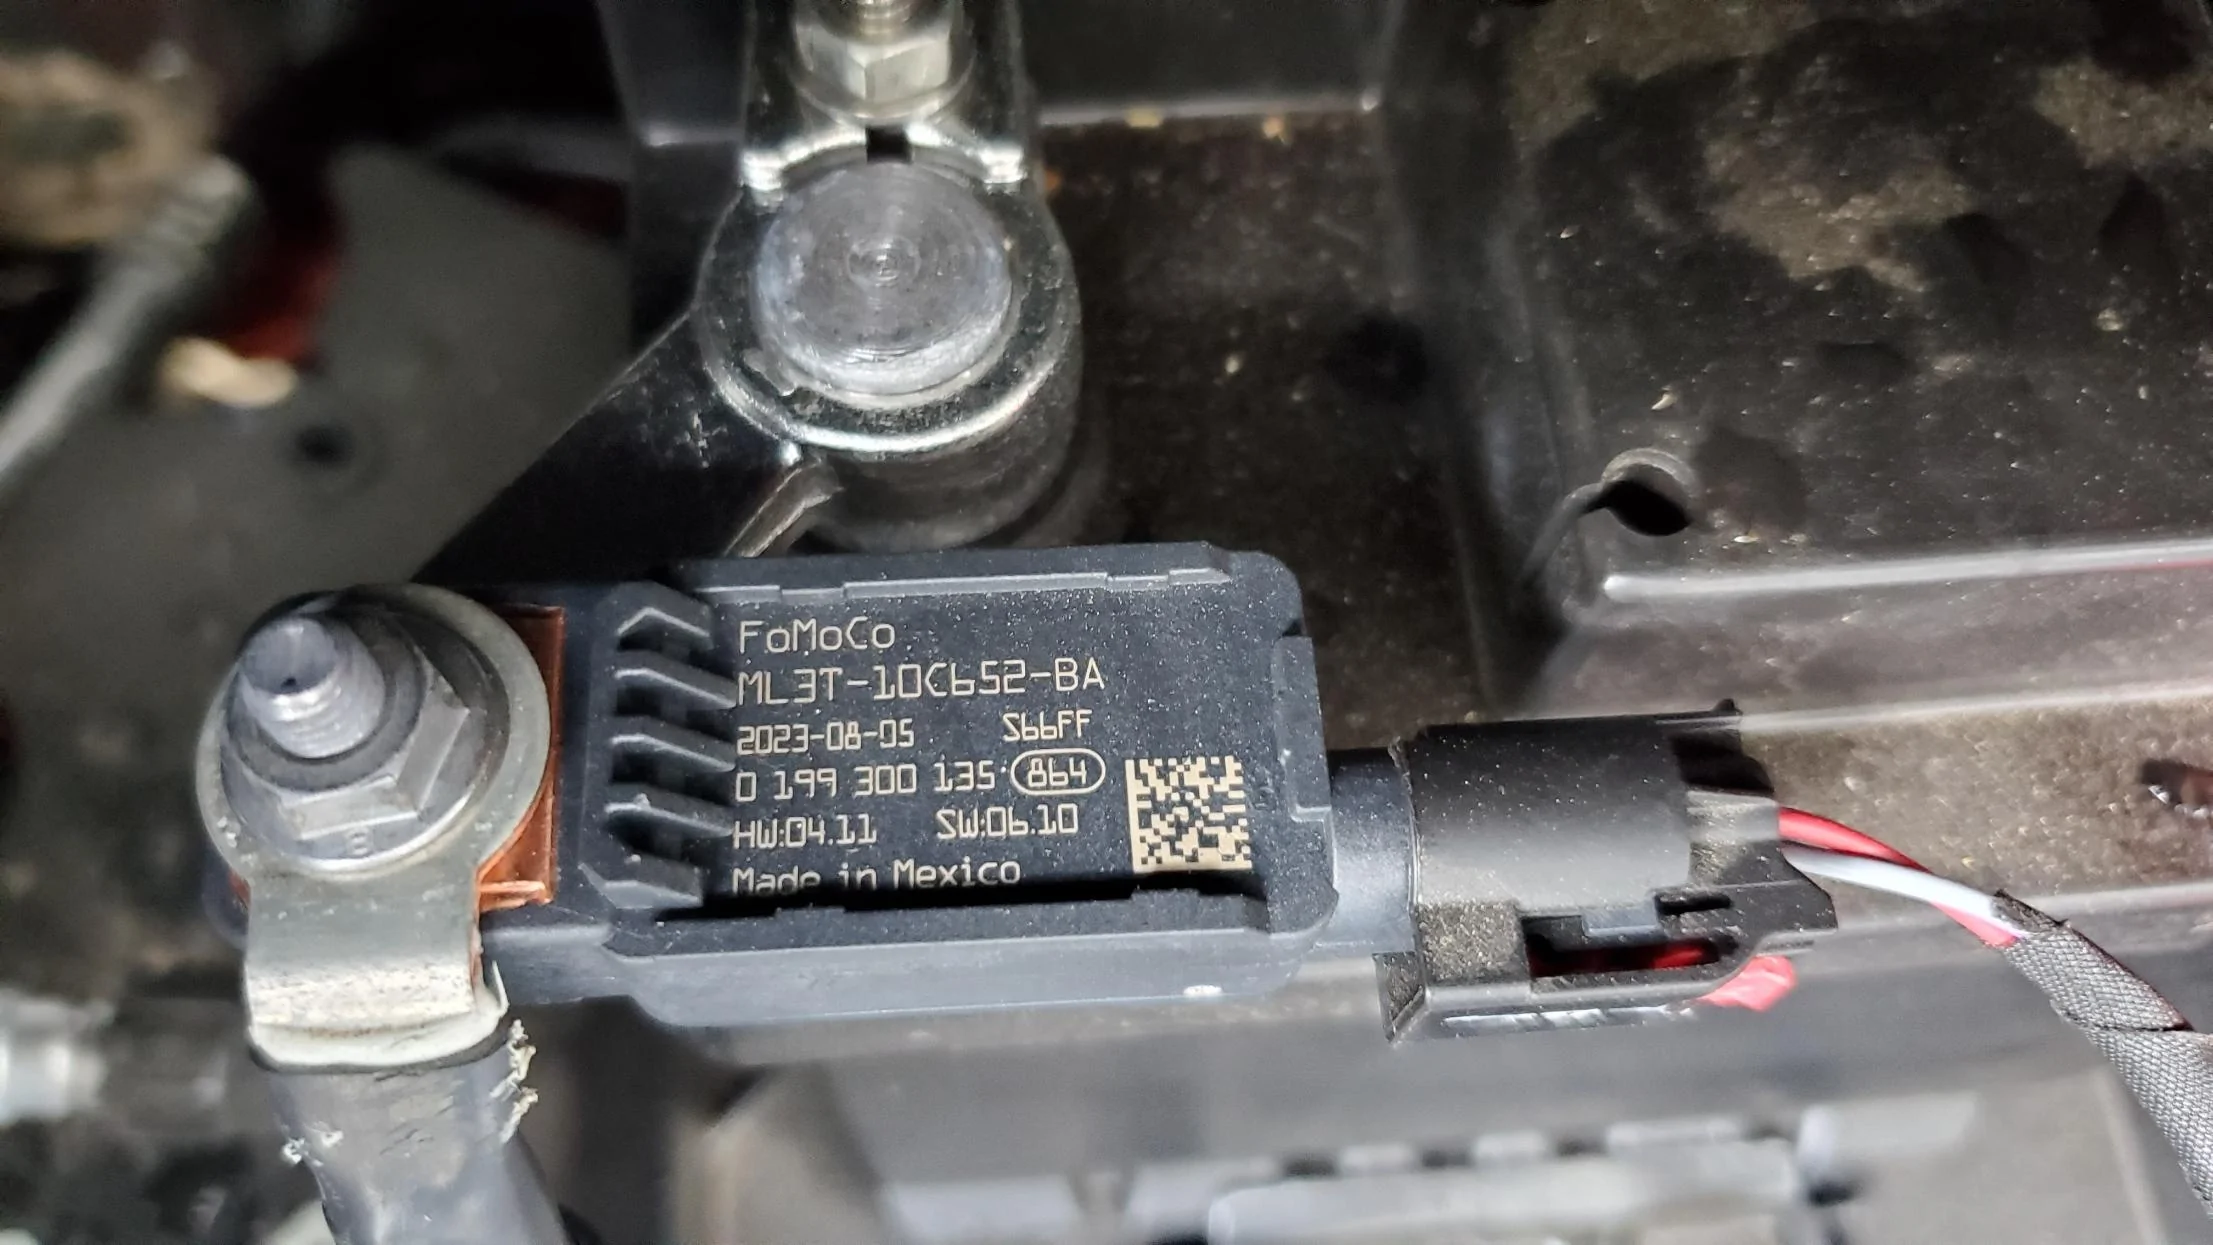 FoMoCo
ML3T-10C652-BA
2023-08-05 S66FF
0 199 300 135 864
HW:04.11 SW:06.10
Made in Mexico
8